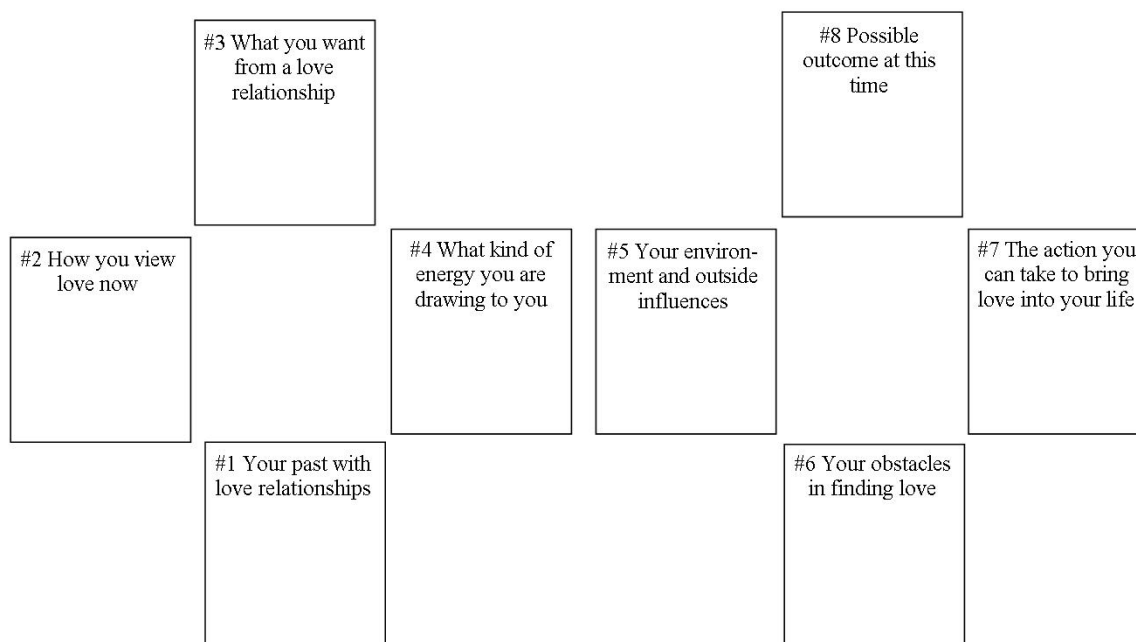 #3 What you want
from a love
relationship
#8 Possible
outcome at this
time
#2 How you view
love now
#4 What kind of
energy you are
drawing to you
#5 Your environ-
ment and outside
influences
#7 The action you
can take to bring
love into your life
#1 Your past with
love relationships
#6 Your obstacles
in finding love